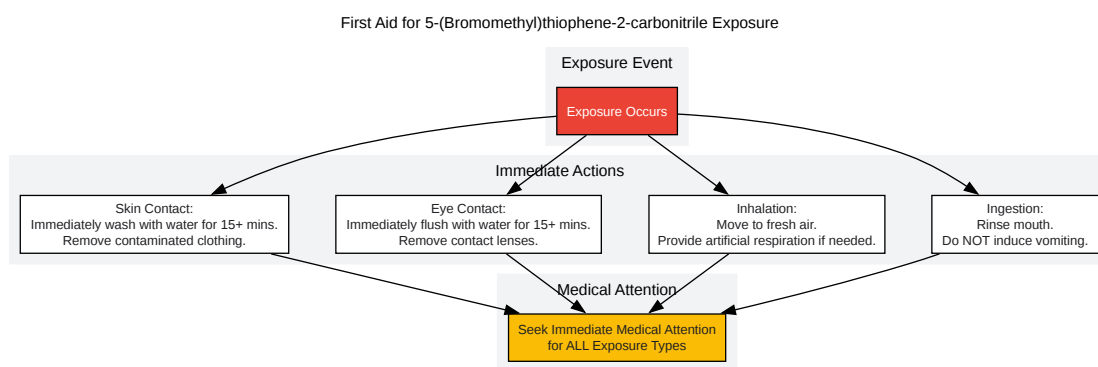 First Aid for 5-(Bromomethyl)thiophene-2-carbonitrile Exposure
Exposure Event
Exposure Occurs
Immediate Actions
Skin Contact:
Immediately wash with water for 15+ mins.
Remove contaminated clothing.
Eye Contact:
Immediately flush with water for 15+ mins.
Remove contact lenses.
Inhalation:
Move to fresh air.
Provide artificial respiration if needed.
Ingestion:
Rinse mouth.
Do NOT induce vomiting.
Medical Attention
Seek Immediate Medical Attention
for ALL Exposure Types